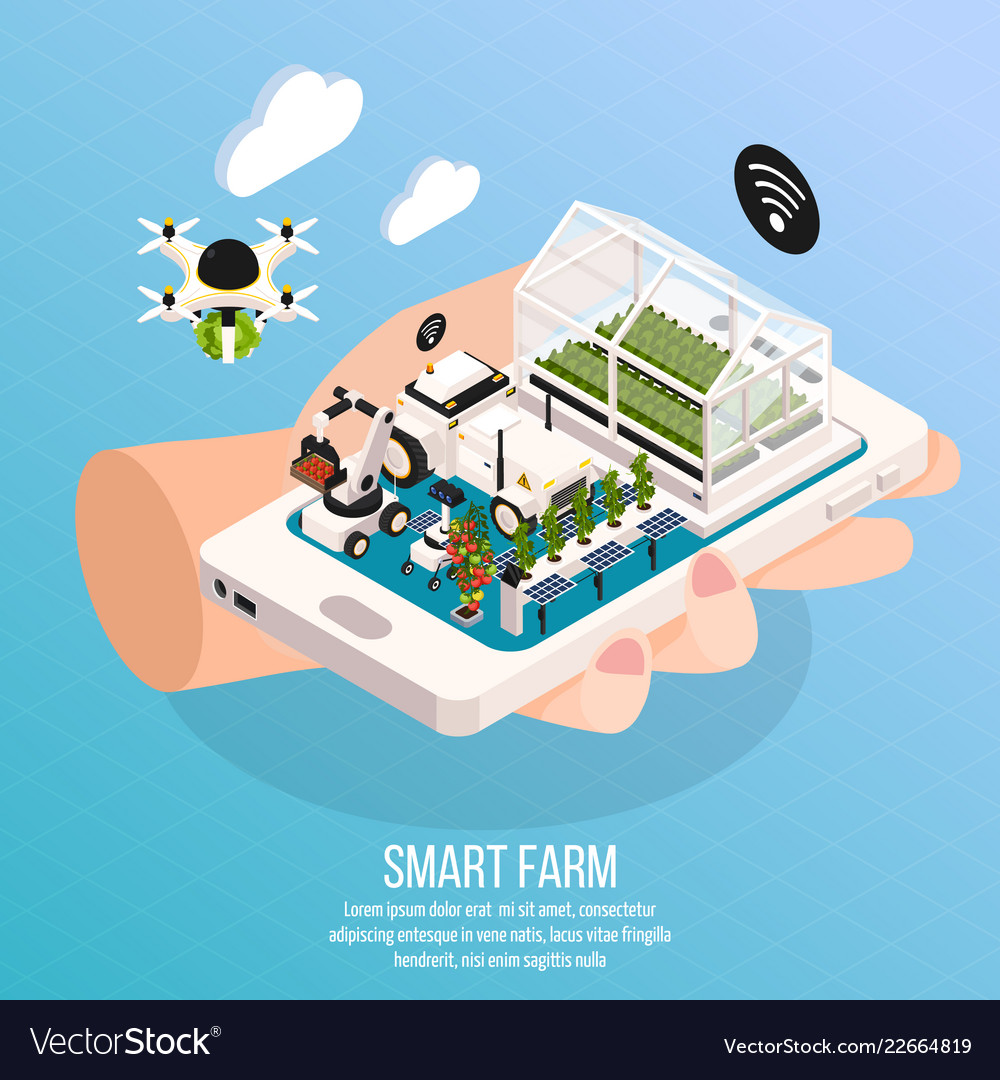 SMART FARM
Lorem ipsum dolor erat mi sit amet, consectetur
adipiscing entesque in vene natis, lacus vitae fringilla
hendrerit, nisi enim sagittis nulla
VectorStock®
VectorStock.com/22664819